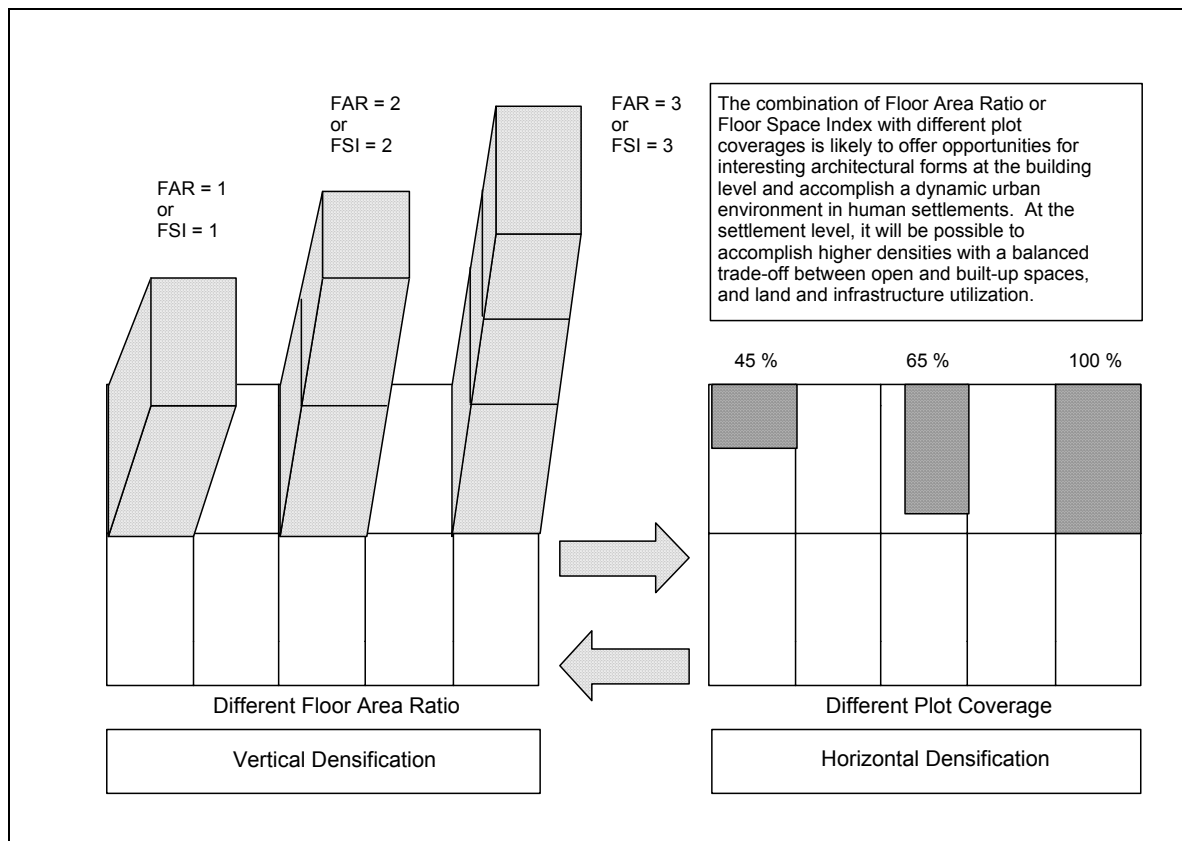 FAR = 1
or
FSI = 1
FAR = 2
or
FSI = 2
FAR = 3
or
FSI = 3
The combination of Floor Area Ratio or
Floor Space Index with different plot
coverages is likely to offer opportunities for
interesting architectural forms at the building
level and accomplish a dynamic urban
environment in human settlements.  At the
settlement level, it will be possible to
accomplish higher densities with a balanced
trade-off between open and built-up spaces,
and land and infrastructure utilization.
45 %
65 %
100 %
Different Floor Area Ratio
Different Plot Coverage
Vertical Densification
Horizontal Densification